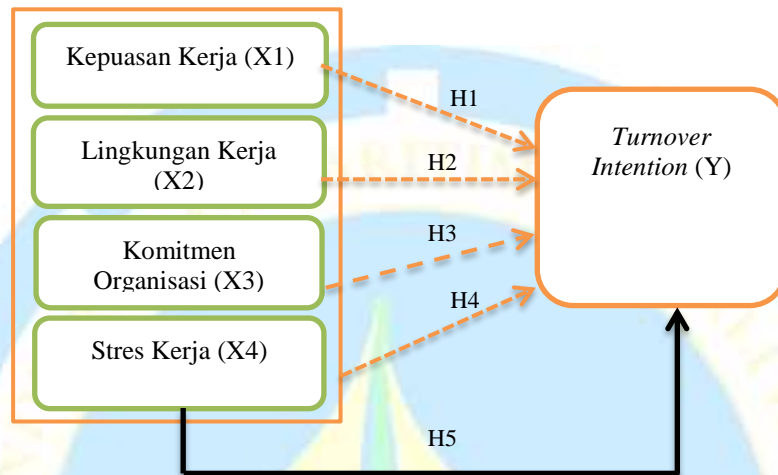 Kepuasan Kerja (X1)
H1
Lingkungan Kerja
(X2)
H2
Turnover
Intention (Y)
Komitmen
Organisasi (X3)
H3
H4
Stres Kerja (X4)
H5